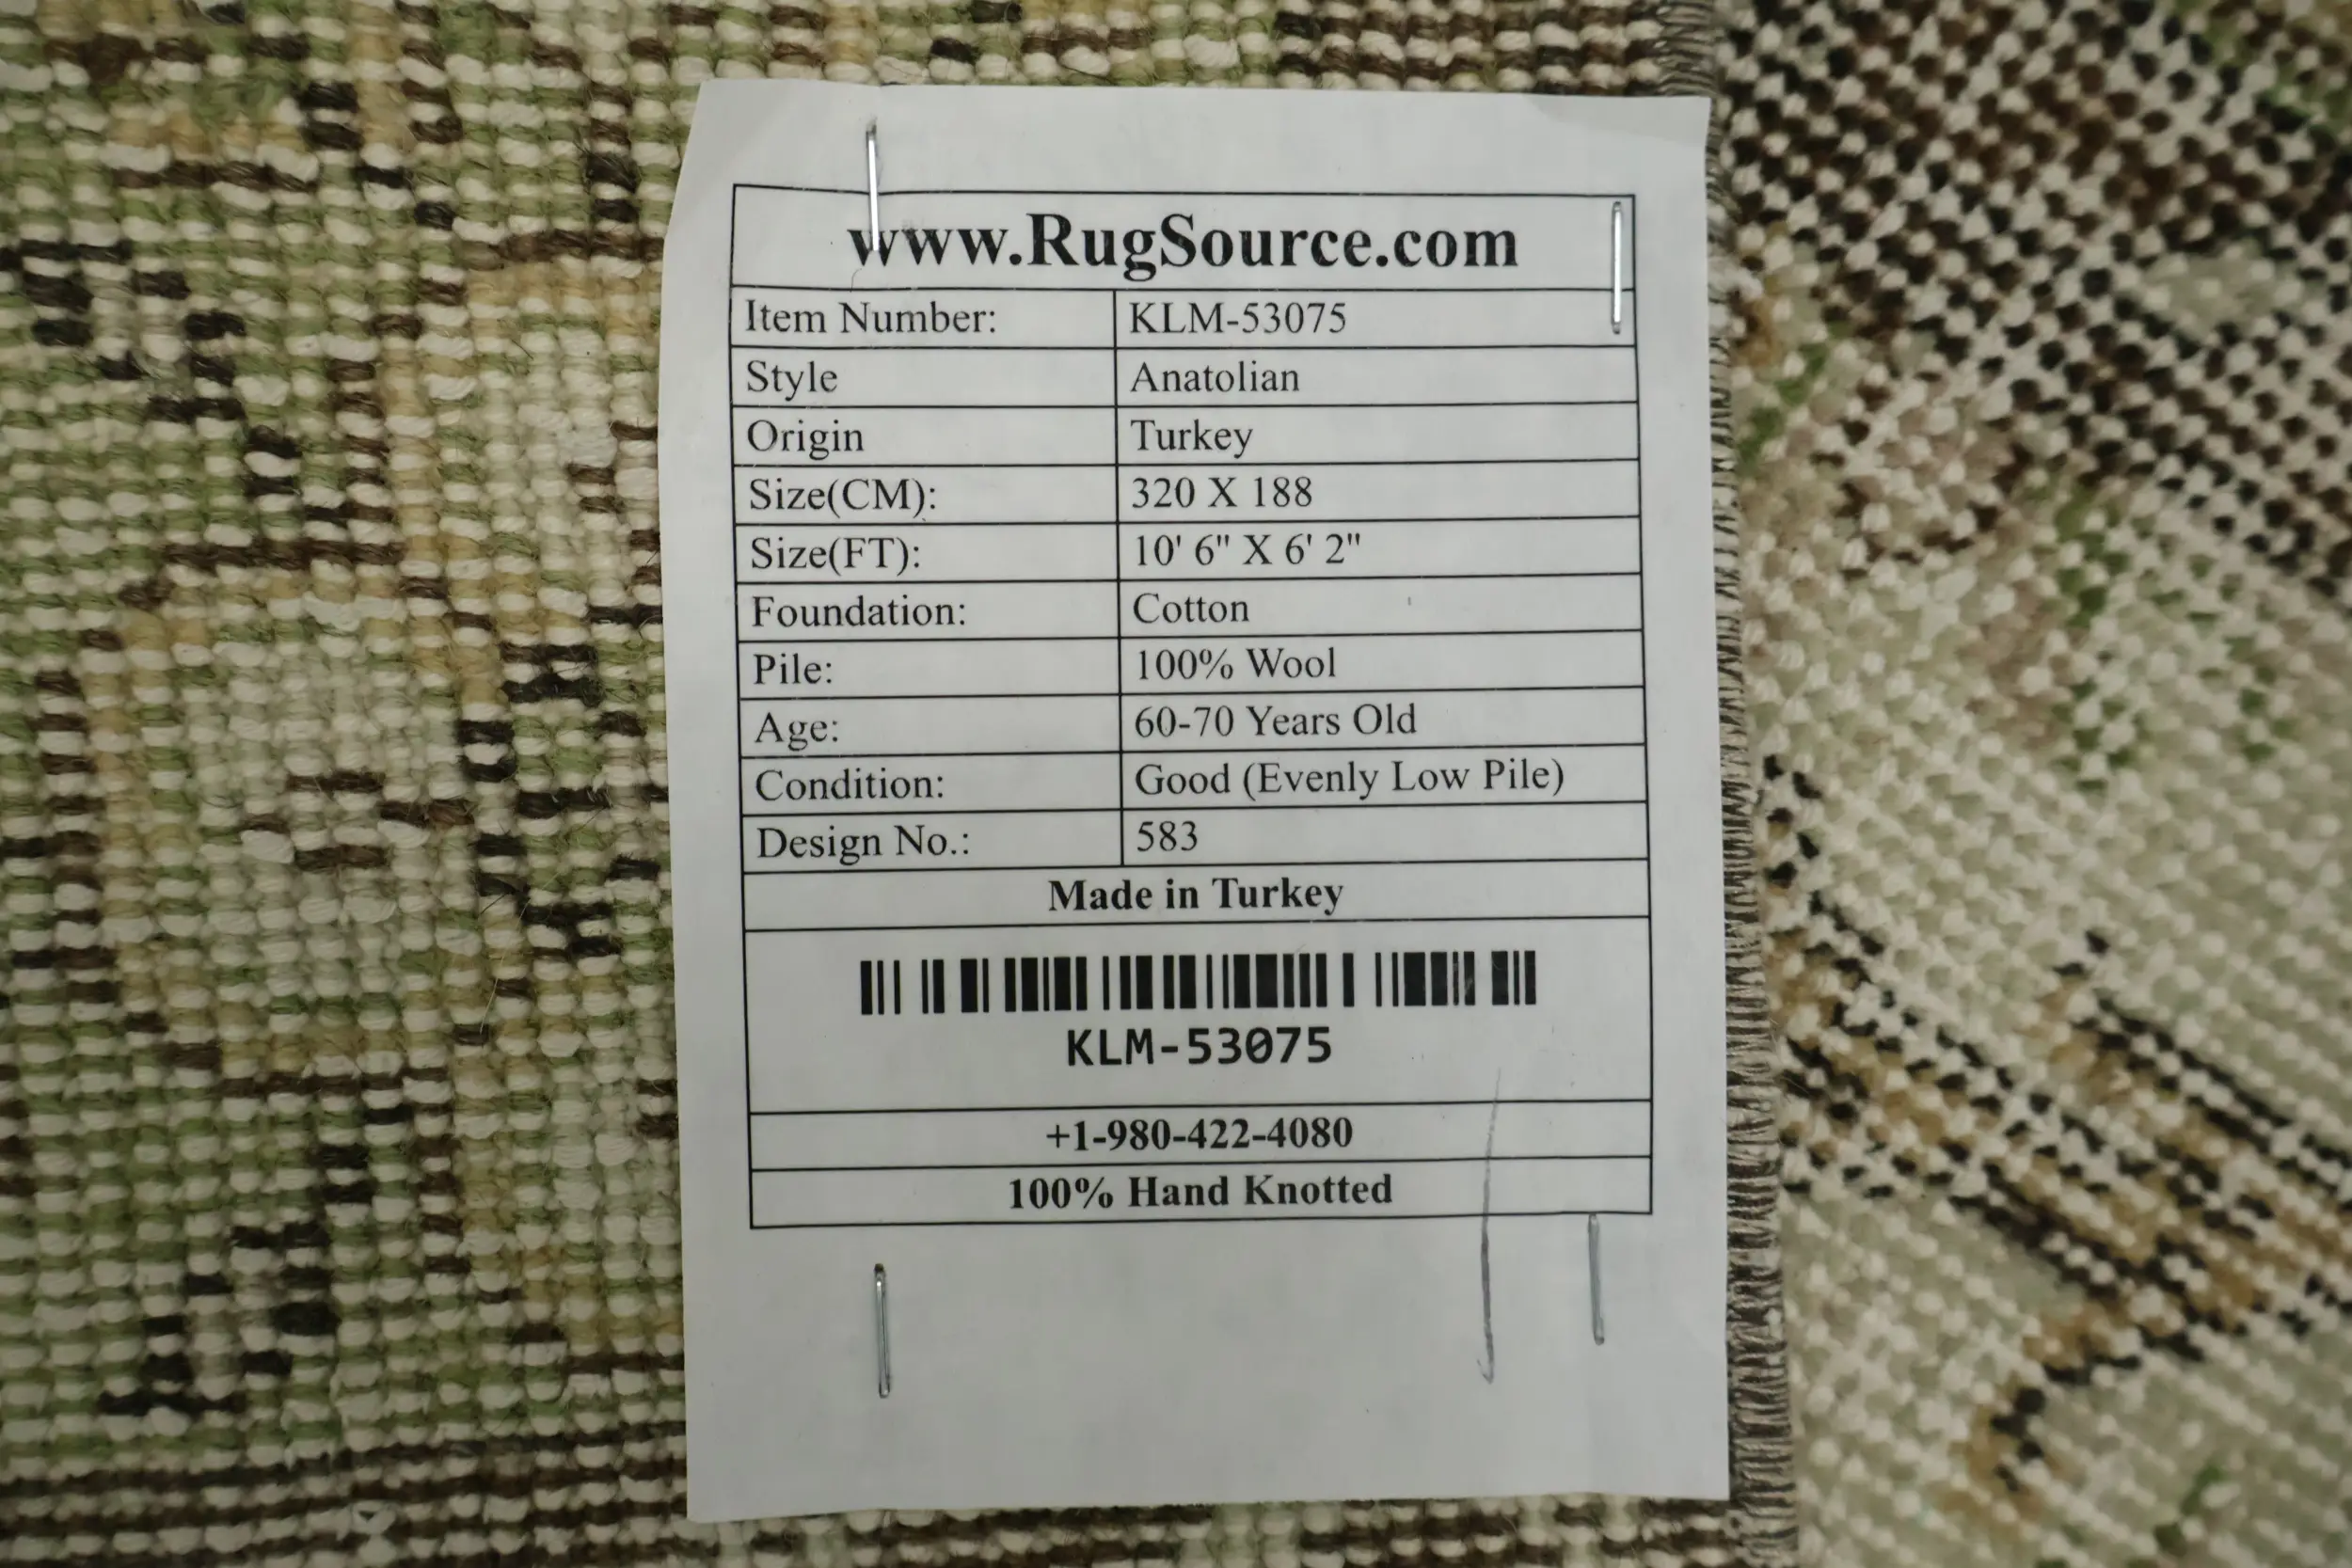 www.RugSource.com
Item Number: KLM-53075
Style Anatolian
Origin Turkey
Size(CM): 320 X 188
Size(FT): 10' 6" X 6' 2"
Foundation: Cotton
Pile: 100% Wool
Age: 60-70 Years Old
Condition: Good (Evenly Low Pile)
Design No.: 583
Made in Turkey
KLM-53075
+1-980-422-4080
100% Hand Knotted